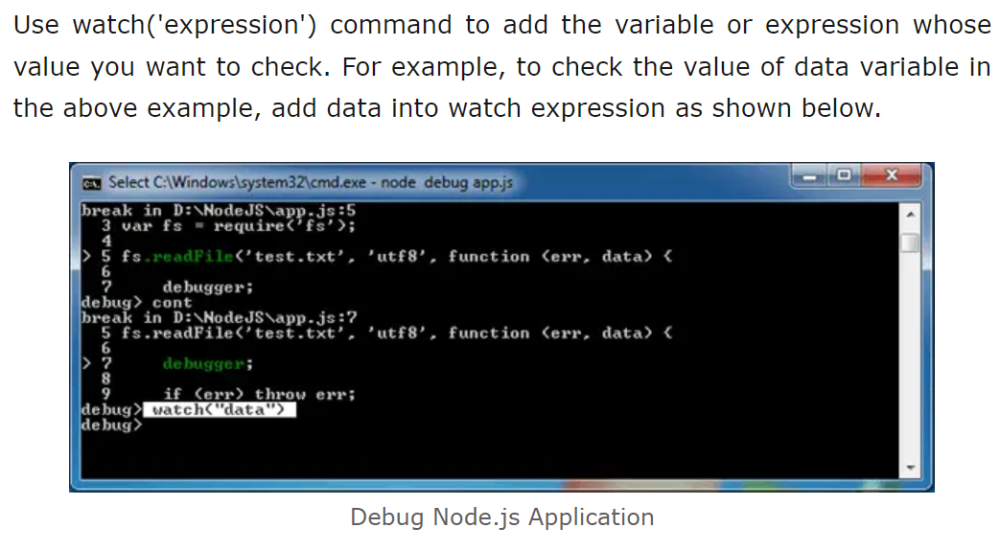 Use watch('expression') command to add the variable or expression whose
value you want to check. For example, to check the value of data variable in
the above example, add data into watch expression as shown below.
Select C:\Windows\system32\cmd.exe - node  debug app.js
break in D:\NodeJS\app.js:5
  3 var fs = require('fs');
  4
> 5 fs.readFile('test.txt', 'utf8', function (err, data) {
  6
  7     debugger;
debug> cont
break in D:\NodeJS\app.js:7
  5 fs.readFile('test.txt', 'utf8', function (err, data) {
  6
> 7     debugger;
  8
  9     if (err) throw err;
debug> watch("data")
debug>
Debug Node.js Application